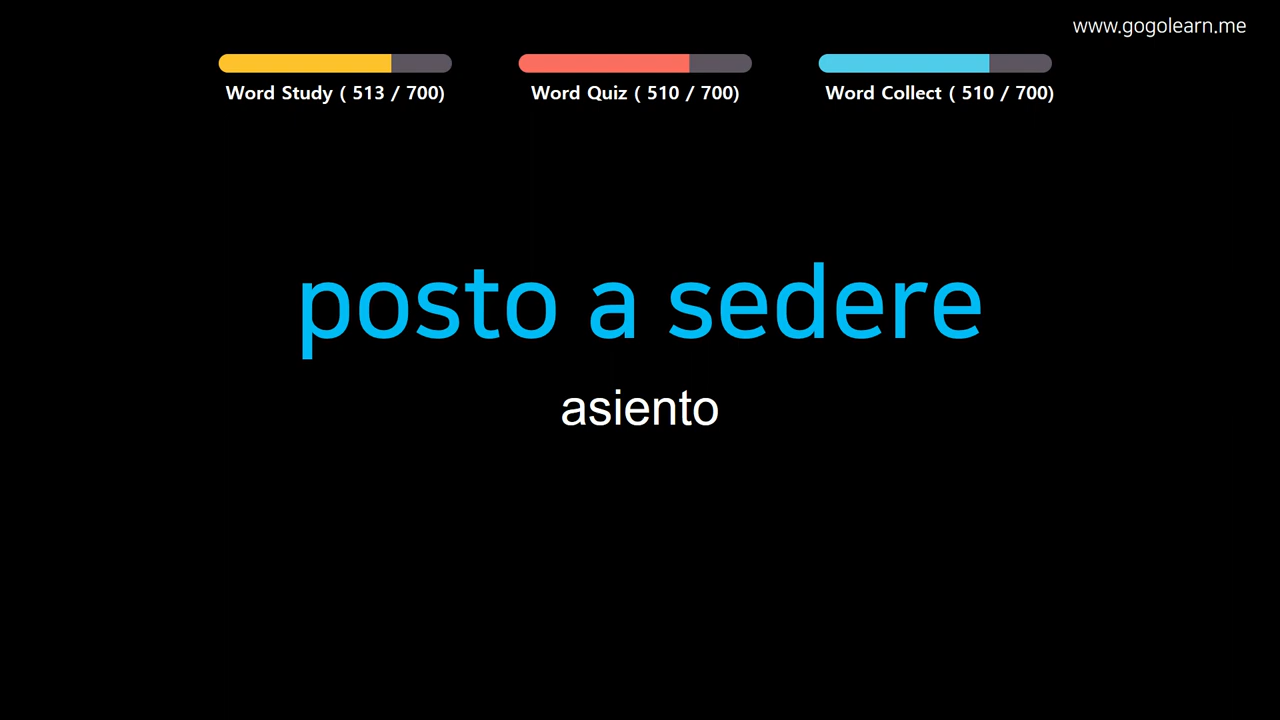 www.gogolearn.me
Word Study ( 513 / 700)
Word Quiz ( 510 / 700)
Word Collect ( 510 / 700)
posto a sedere
asiento